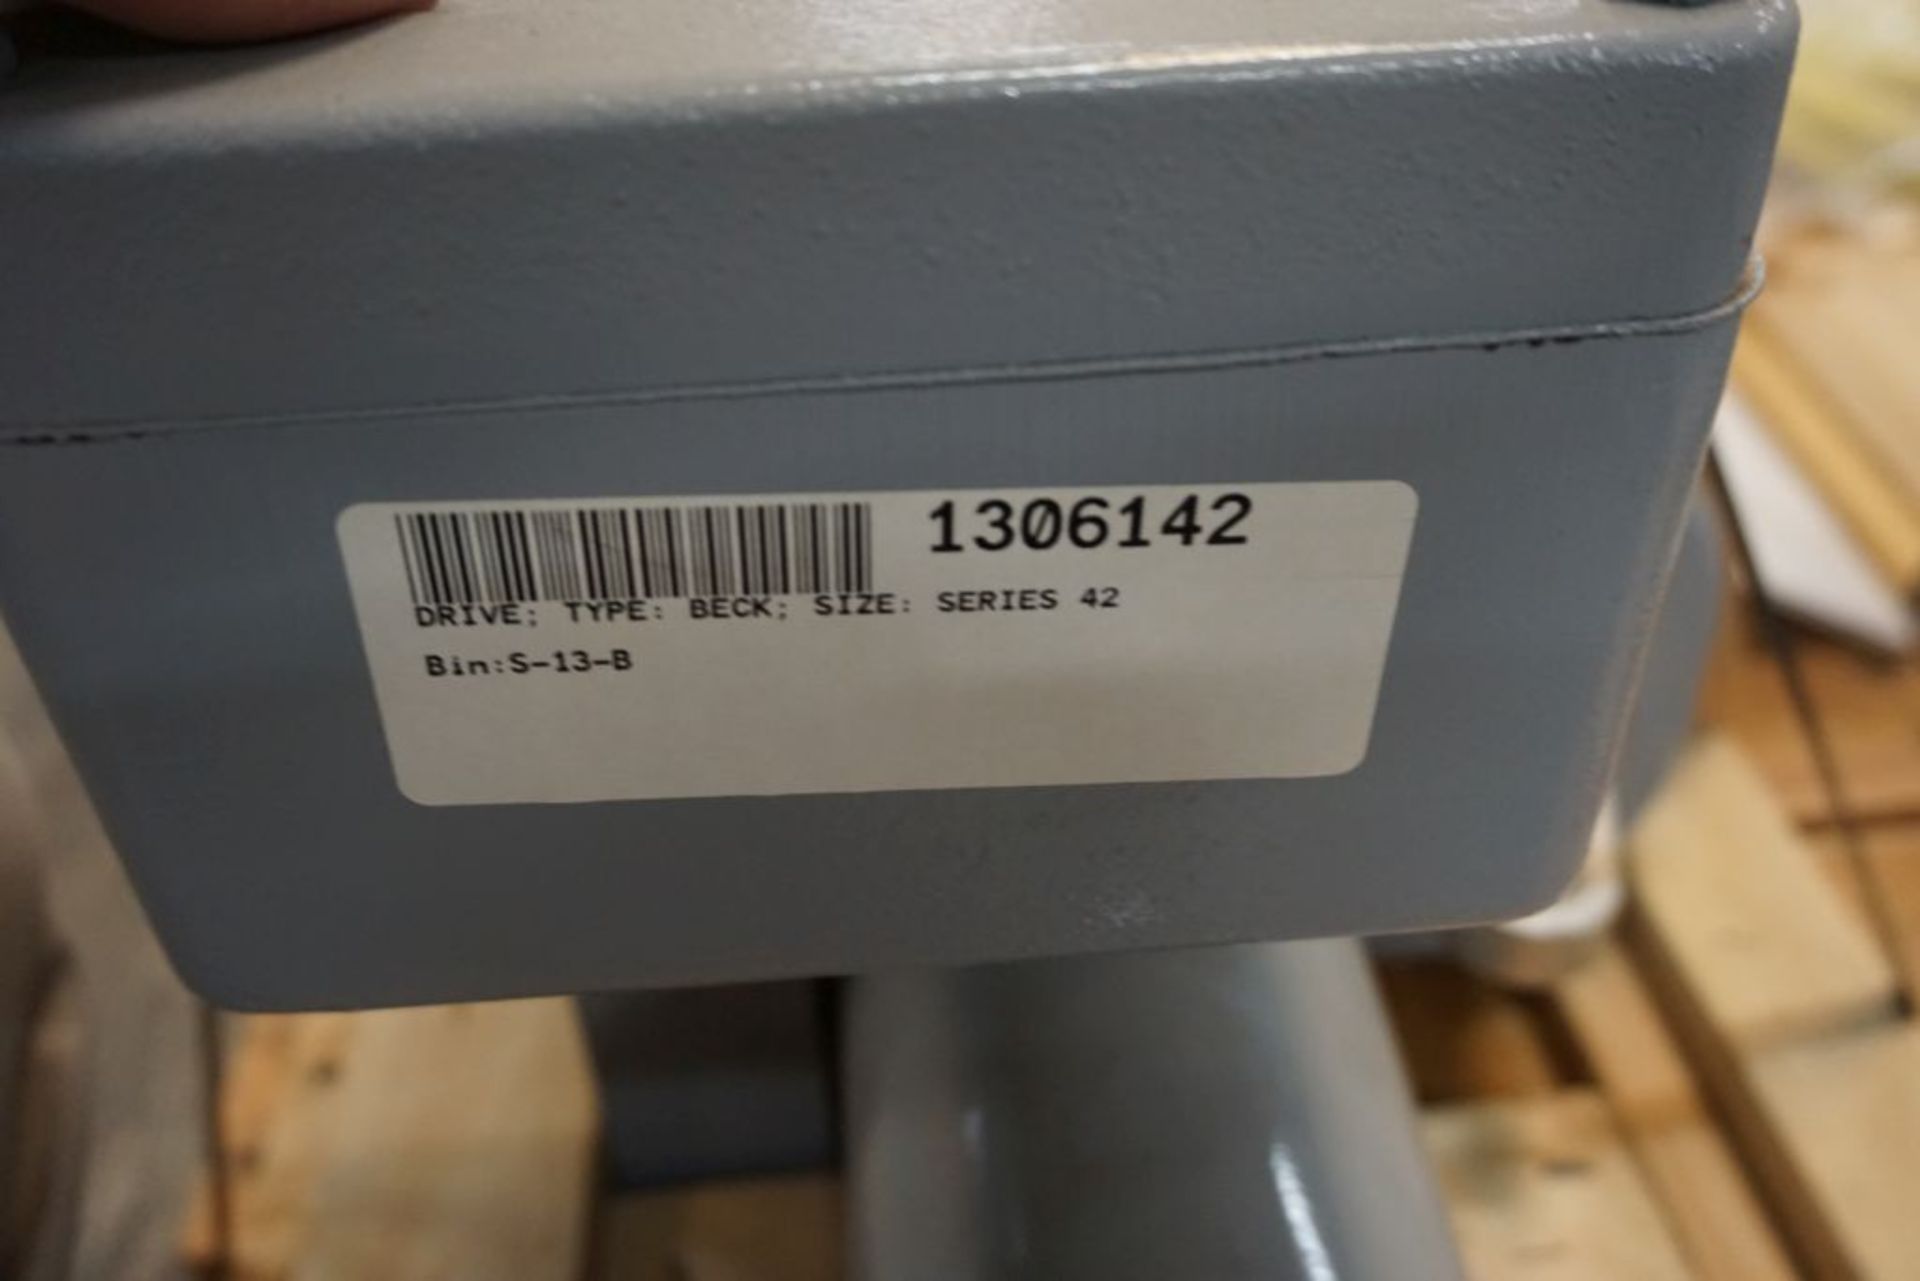 1306142
DRIVE; TYPE: BECK; SIZE: SERIES 42
Bin:S-13-B